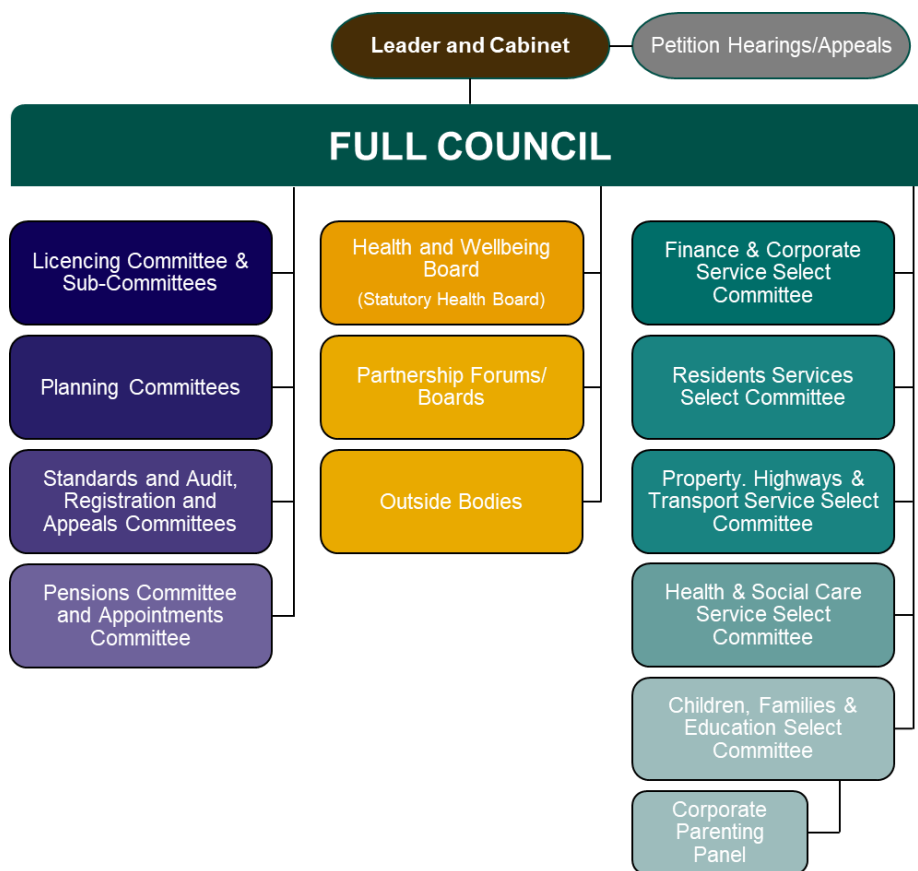 Leader and Cabinet
Petition Hearings/Appeals
FULL COUNCIL
Licencing Committee &
Sub-Committees
Planning Committees
Standards and Audit,
Registration and
Appeals Committees
Pensions Committee
and Appointments
Committee
Health and Wellbeing
Board
(Statutory Health Board)
Partnership Forums/
Boards
Outside Bodies
Finance & Corporate
Service Select
Committee
Residents Services
Select Committee
Property. Highways &
Transport Service Select
Committee
Health & Social Care
Service Select
Committee
Children, Families &
Education Select
Committee
Corporate
Parenting
Panel